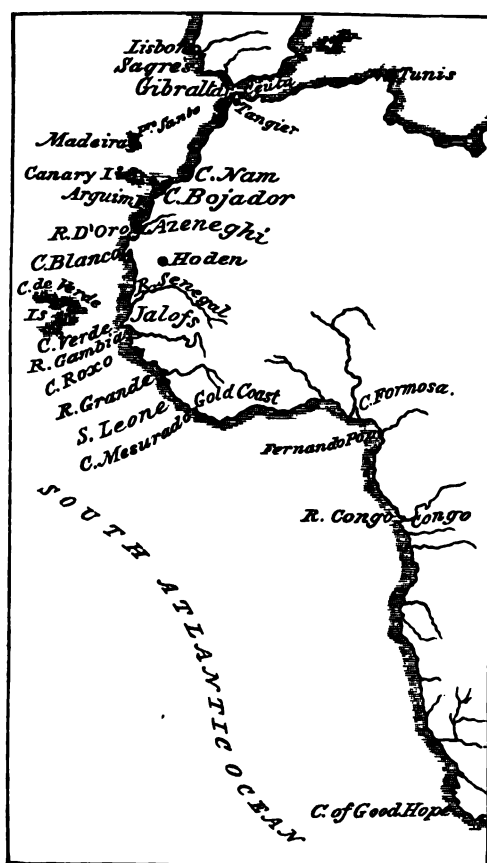 Lisbon
Sagres
Gibralta
Ceuta
Tunis
Tangier
Pto Santo
Madeira
Canary Is
C. Nam
Arguim
C. Bojador
R. D'Oro
Azeneghi
C. Blanca
Hoden
C. de Verde
Is
R. Senegal
Jalofs
C. Verde
R. Gambia
C. Roxo
R. Grande
Gold Coast
C. Formosa.
S. Leone
C. Mesurado
Fernando Po
R. Congo
Congo
SOUTH ATLANTIC OCEAN
C. of Good Hope